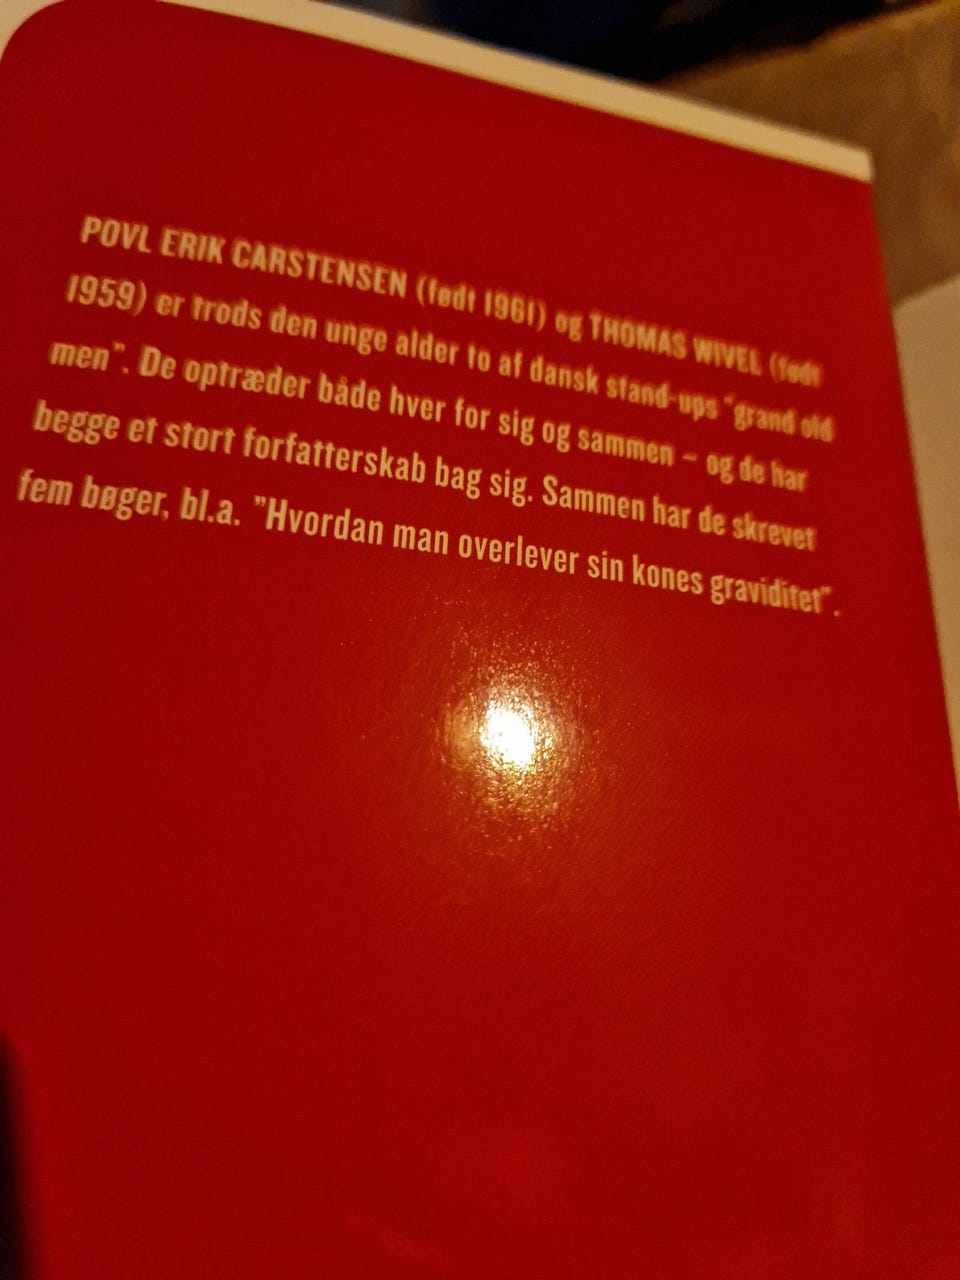 POVL ERIK CARSTENSEN (født 1961) og THOMAS WIVEL (født
1959) er trods den unge alder to af dansk stand-ups "grand old
men". De optræder både hver for sig og sammen – og de har
begge et stort forfatterskab bag sig. Sammen har de skrevet
fem bøger, bl.a. "Hvordan man overlever sin kones graviditet".